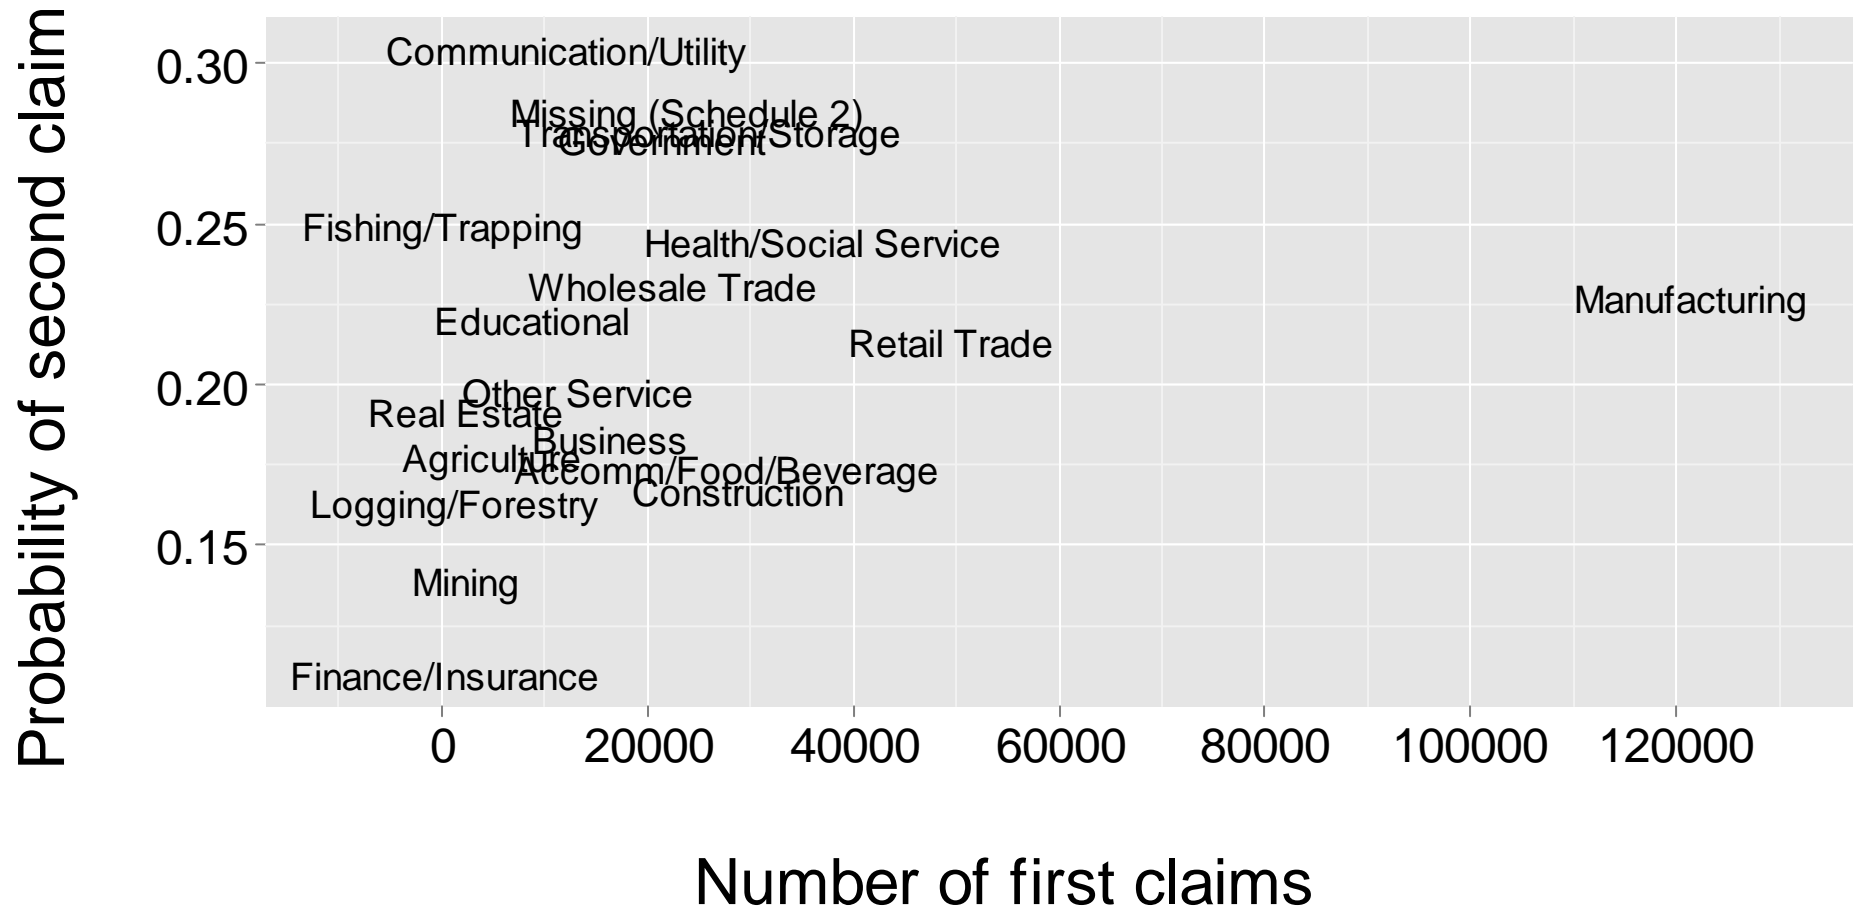 Probability of second claim
0.30
0.25
0.20
0.15
Communication/Utility
Missing (Schedule 2)
Transportation/Storage
Government
Fishing/Trapping
Health/Social Service
Wholesale Trade
Manufacturing
Educational
Retail Trade
Other Service
Real Estate
Business
Agriculture
Accomm/Food/Beverage
Construction
Logging/Forestry
Mining
Finance/Insurance
0 20000 40000 60000 80000 100000 120000
Number of first claims